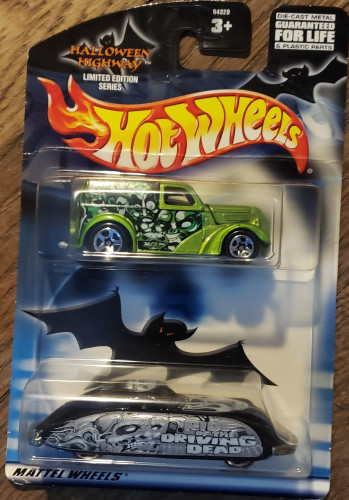 HALLOWEEN
HIGHWAY
LIMITED EDITION
SERIES
54320
3+
DIE-CAST METAL
GUARANTEED
FOR LIFE
& PLASTIC PARTS
HOT WHEELS
®
DRIVING
DEAD
MATTEL WHEELS